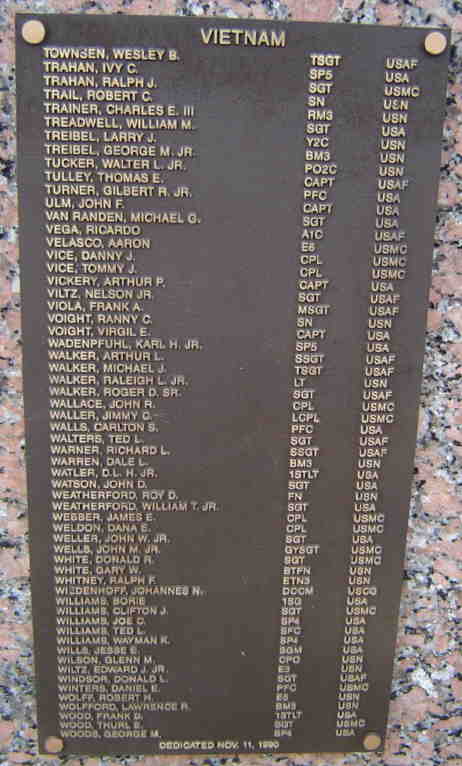 VIETNAM
TOWNSEN, WESLEY B. TSGT USAF
TRAHAN, IVY C. SP5 USA
TRAHAN, RALPH J. SGT USMC
TRAIL, ROBERT C. SN USN
TRAINER, CHARLES E. III RM3 USN
TREADWELL, WILLIAM M. SGT USA
TREIBEL, LARRY J. Y2C USN
TREIBEL, GEORGE M. JR. BM3 USN
TUCKER, WALTER L. JR. PO2C USN
TULLEY, THOMAS E. CAPT USAF
TURNER, GILBERT R. JR. PFC USA
ULM, JOHN F. CAPT USA
VAN RANDEN, MICHAEL G. SGT USA
VEGA, RICARDO A1C USAF
VELASCO, AARON E6 USMC
VICE, DANNY J. CPL USMC
VICE, TOMMY J. CPL USMC
VICKERY, ARTHUR P. CAPT USA
VILTZ, NELSON JR. SGT USAF
VIOLA, FRANK A. MSGT USAF
VOIGHT, RANNY C. SN USN
VOIGHT, VIRGIL E. CAPT USA
WADENPFUHL, KARL H. JR. SP5 USA
WALKER, ARTHUR L. SSGT USAF
WALKER, MICHAEL J. TSGT USAF
WALKER, RALEIGH L. JR. LT USN
WALKER, ROGER D. SR. SGT USAF
WALLACE, JOHN R. CPL USMC
WALLER, JIMMY C. LCPL USMC
WALLS, CARLTON S. PFC USA
WALTERS, TED L. SGT USAF
WARNER, RICHARD L. SSGT USAF
WARREN, DALE L. BM3 USN
WATLER, D.L. H. JR. 1STLT USA
WATSON, JOHN D. SGT USA
WEATHERFORD, ROY D. FN USN
WEATHERFORD, WILLIAM T. JR. SGT USA
WEBBER, JAMES E. CPL USMC
WELDON, DANA E. CPL USMC
WELLER, JOHN W. JR. SGT USA
WELLS, JOHN M. JR. GYSGT USMC
WHITE, DONALD R. SGT USMC
WHITE, GARY W. BTFN USN
WHITNEY, RALPH F. ETN3 USN
WIEDENHOFF, JOHANNES N. DCCM USCG
WILLIAMS, BORIE 1SG USA
WILLIAMS, CLIFTON J. SGT USMC
WILLIAMS, JOE C. SP4 USA
WILLIAMS, TED L. SFC USA
WILLIAMS, WAYMAN K. SP4 USA
WILLS, JESSE E. SGM USA
WILSON, GLENN M. CPO USN
WILTZ, EDWARD J. JR. E3 USN
WINDSOR, DONALD L. SGT USAF
WINTERS, DANIEL E. PFC USMC
WOLFF, ROBERT H. E5 USN
WOLFFORD, LAWRENCE R. BM3 USN
WOOD, FRANK D. 1STLT USA
WOOD, THURL E. SGT USMC
WOODS, GEORGE M. SP4 USA
DEDICATED NOV. 11, 1990